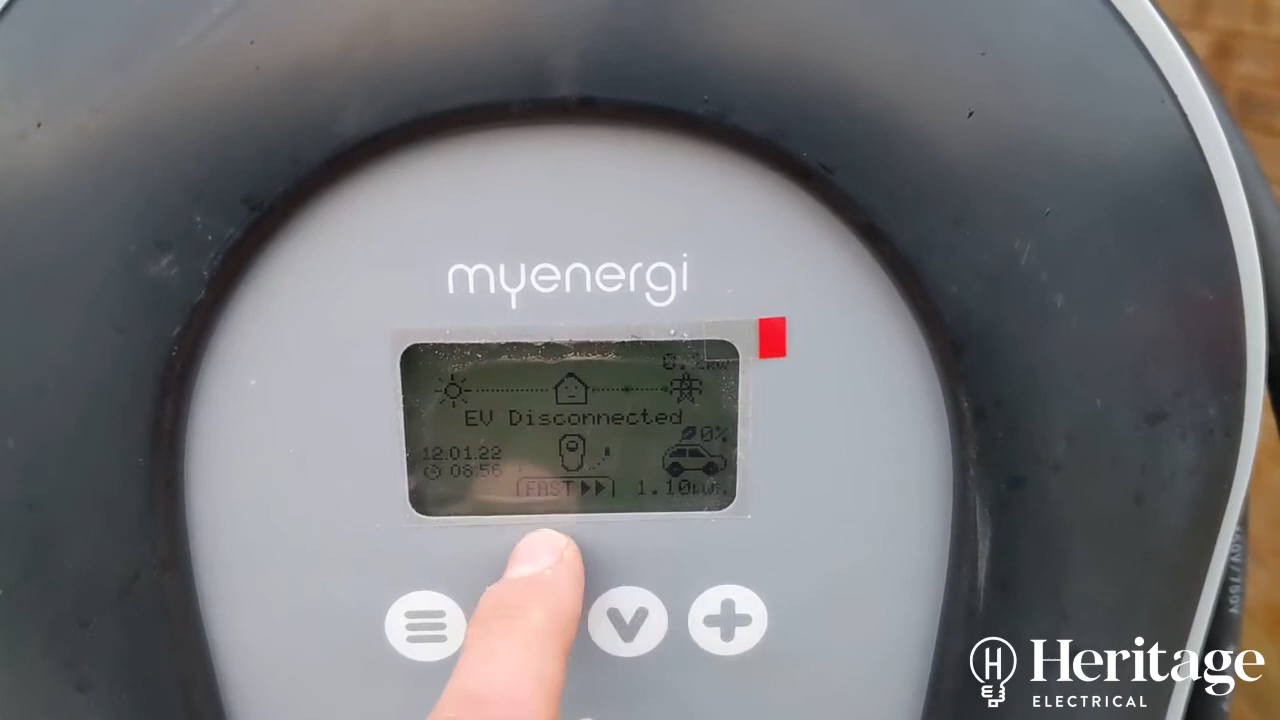 myenergi
EV Disconnected
0%
12.01.22
08:56
FAST
1.10kWh
Heritage
ELECTRICAL